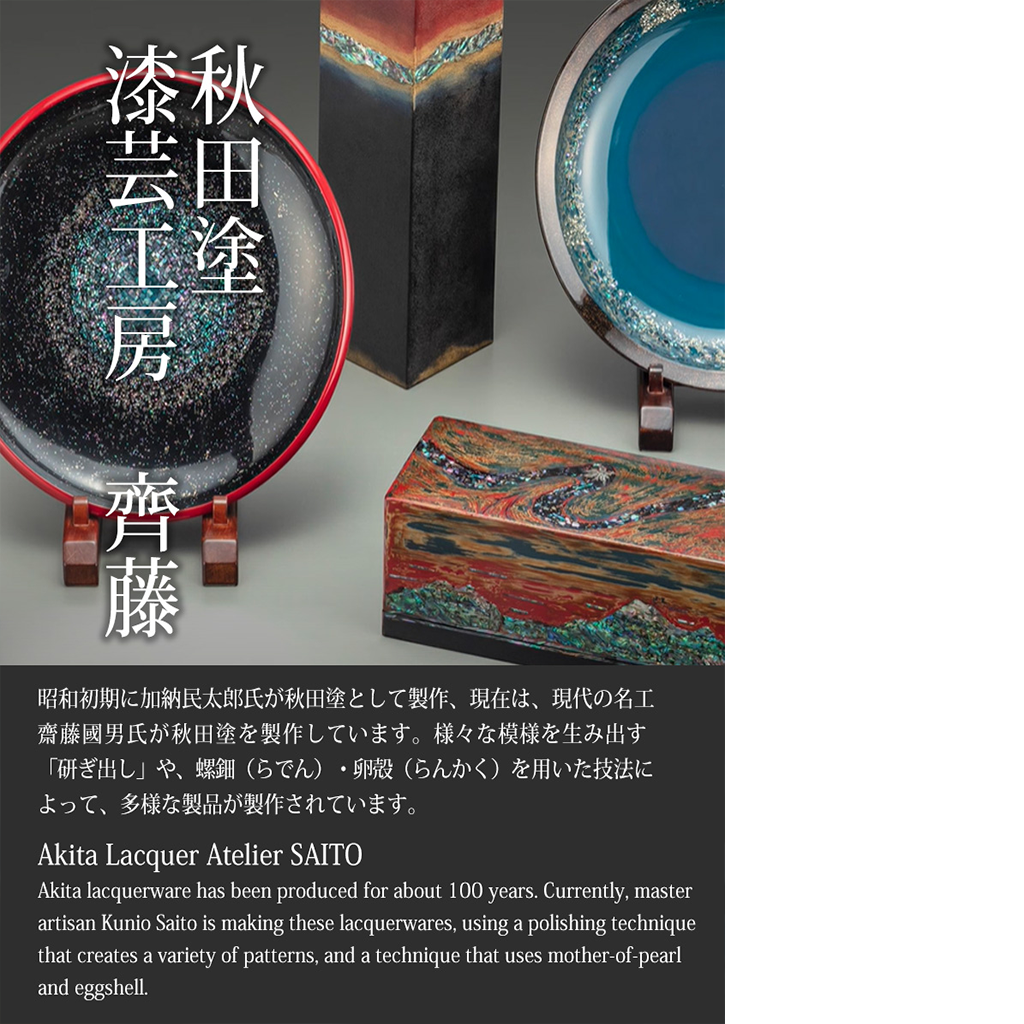 秋田塗
漆芸工房 齊藤
昭和初期に加納民太郎氏が秋田塗として製作、現在は、現代の名工
齋藤國男氏が秋田塗を製作しています。様々な模様を生み出す
「研ぎ出し」や、螺鈿（らでん）・卵殻（らんかく）を用いた技法に
よって、多様な製品が製作されています。
Akita Lacquer Atelier SAITO
Akita lacquerware has been produced for about 100 years. Currently, master
artisan Kunio Saito is making these lacquerwares, using a polishing technique
that creates a variety of patterns, and a technique that uses mother-of-pearl
and eggshell.